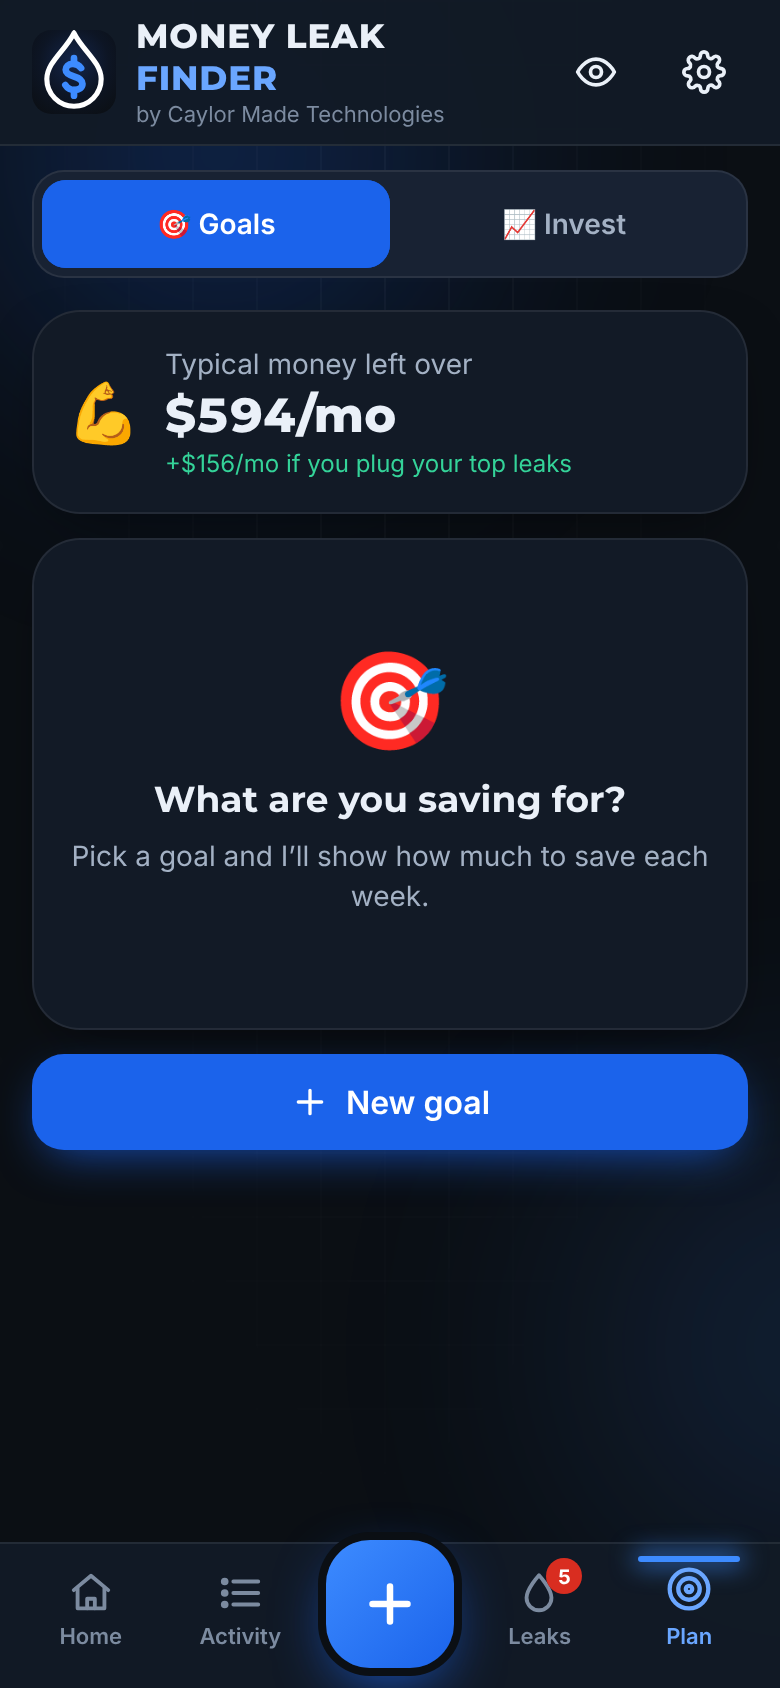 MONEY LEAK
FINDER
by Caylor Made Technologies
Goals
Invest
Typical money left over
$594/mo
+$156/mo if you plug your top leaks
What are you saving for?
Pick a goal and I’ll show how much to save each
week.
+ New goal
Home
Activity
+
5
Leaks
Plan